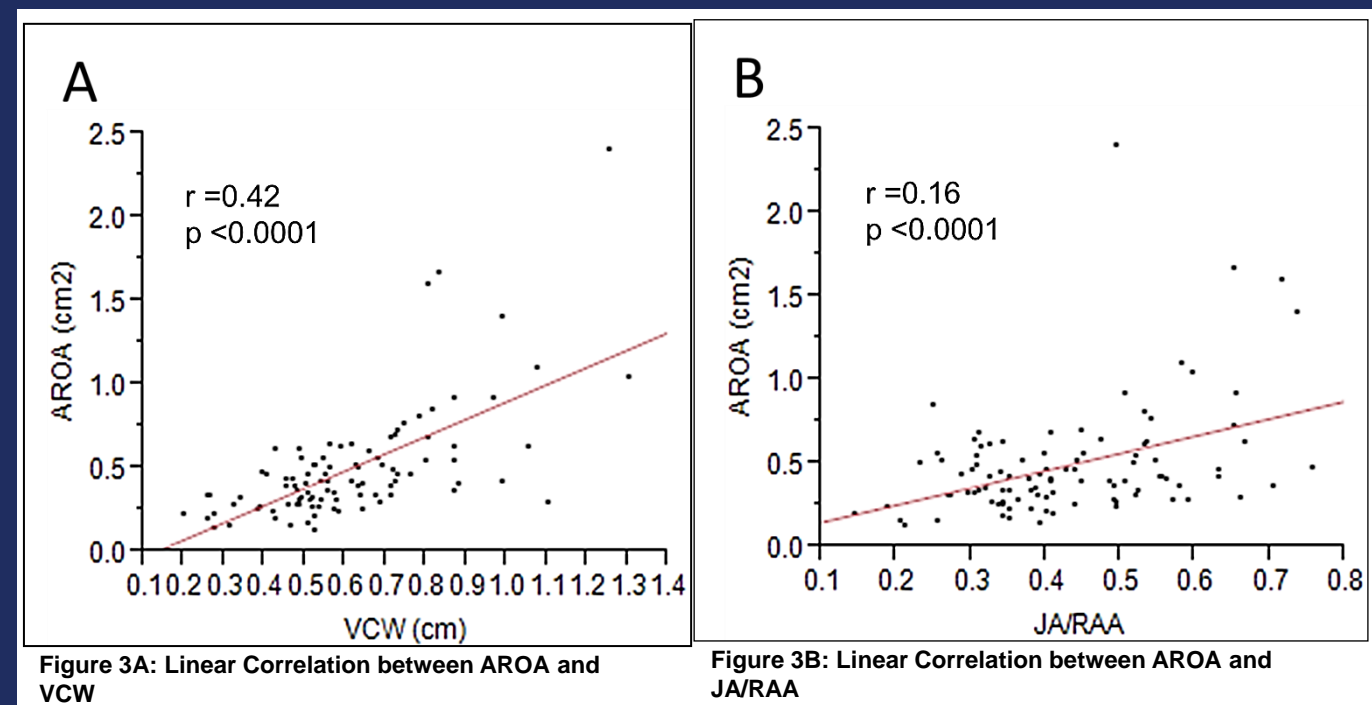 A
2.5
2.0
1.5
1.0
0.5
0.0
AROA (cm2)
r =0.42
p <0.0001
0.1 0.2 0.3 0.4 0.5 0.6 0.7 0.8 0.9 1.0 1.1 1.2 1.3 1.4
VCW (cm)
Figure 3A: Linear Correlation between AROA and
VCW
B
2.5
2.0
1.5
1.0
0.5
0.0
AROA (cm2)
r =0.16
p <0.0001
0.1 0.2 0.3 0.4 0.5 0.6 0.7 0.8
JA/RAA
Figure 3B: Linear Correlation between AROA and
JA/RAA